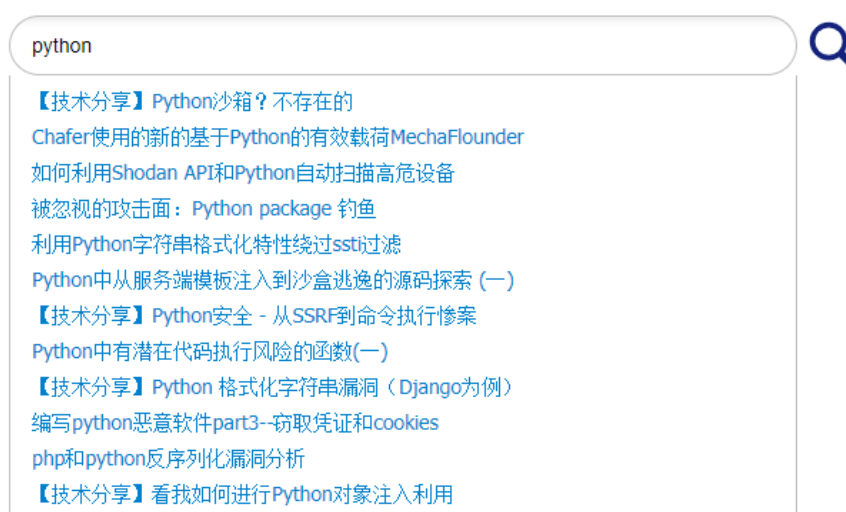 python
【技术分享】Python沙箱？不存在的
Chafer使用的新的基于Python的有效载荷MechaFlounder
如何利用Shodan API和Python自动扫描高危设备
被忽视的攻击面：Python package 钓鱼
利用Python字符串格式化特性绕过ssti过滤
Python中从服务端模板注入到沙盒逃逸的源码探索 (一)
【技术分享】Python安全 - 从SSRF到命令执行惨案
Python中有潜在代码执行风险的函数(一)
【技术分享】Python 格式化字符串漏洞（Django为例）
编写python恶意软件part3--窃取凭证和cookies
php和python反序列化漏洞分析
【技术分享】看我如何进行Python对象注入利用